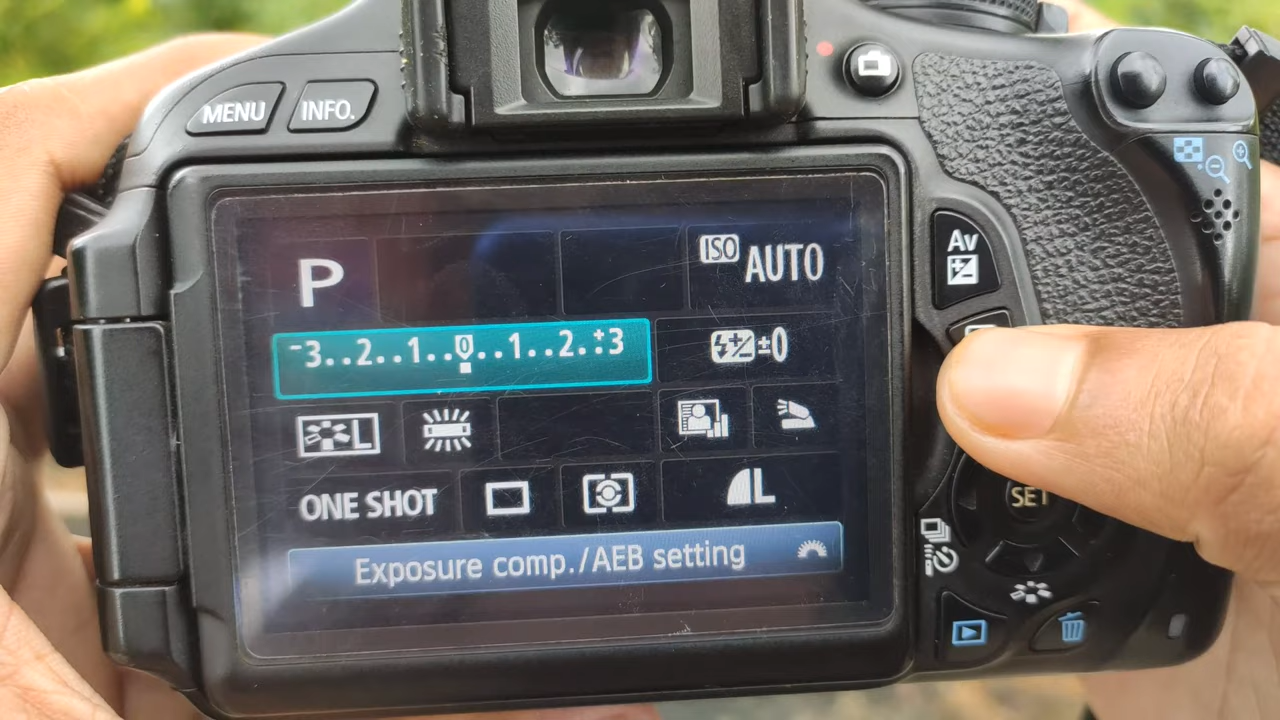 MENU
INFO.
P
ISO AUTO
-3..2..1..0..1..2.:+3
±0
L
ONE SHOT
L
Exposure comp./AEB setting
Av
SET